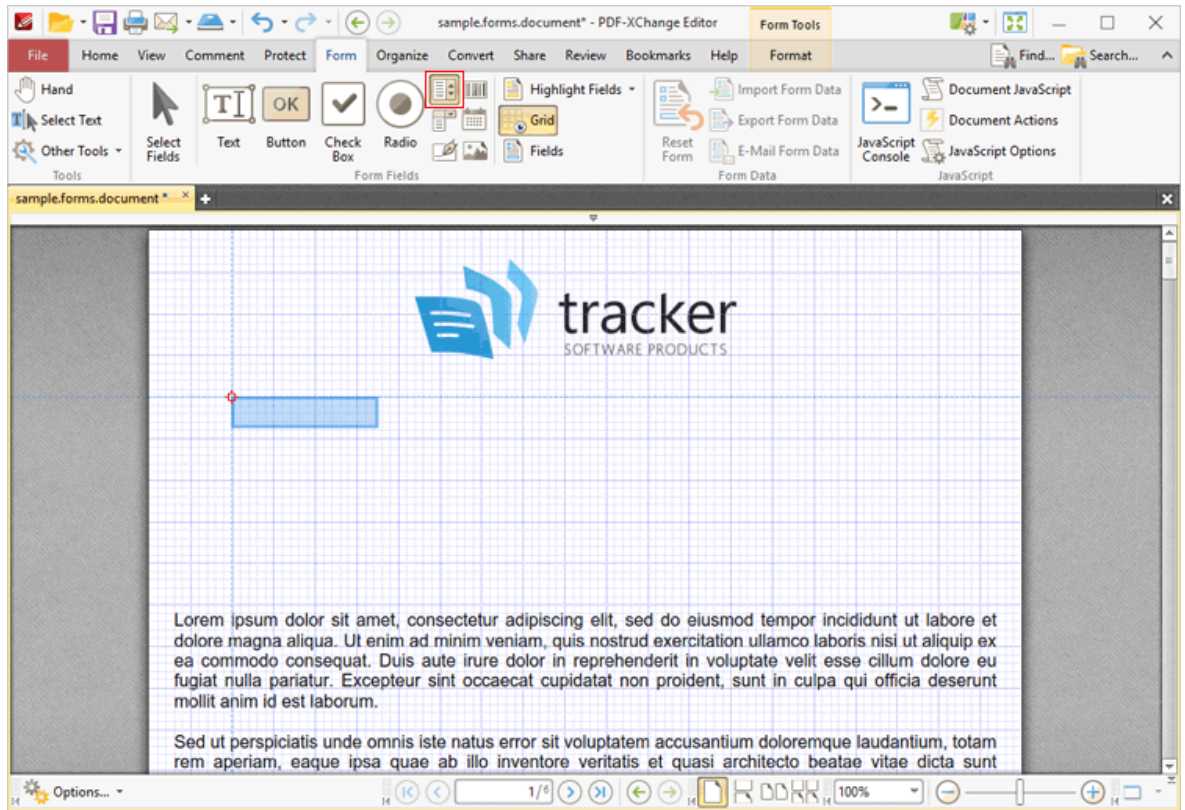 sample.forms.document* - PDF-XChange Editor
Form Tools
File Home View Comment Protect Form Organize Convert Share Review Bookmarks Help Format Find... Search...
Hand
Select Text
Other Tools
Tools
Select Fields
Text
OK
Button
Check Box
Radio
Form Fields
Highlight Fields
Grid
Fields
Reset Form
Import Form Data
Export Form Data
E-Mail Form Data
Form Data
JavaScript Console
Document JavaScript
Document Actions
JavaScript Options
JavaScript
sample.forms.document *
tracker
SOFTWARE PRODUCTS
Lorem ipsum dolor sit amet, consectetur adipiscing elit, sed do eiusmod tempor incididunt ut labore et
dolore magna aliqua. Ut enim ad minim veniam, quis nostrud exercitation ullamco laboris nisi ut aliquip ex
ea commodo consequat. Duis aute irure dolor in reprehenderit in voluptate velit esse cillum dolore eu
fugiat nulla pariatur. Excepteur sint occaecat cupidatat non proident, sunt in culpa qui officia deserunt
mollit anim id est laborum.
Sed ut perspiciatis unde omnis iste natus error sit voluptatem accusantium doloremque laudantium, totam
rem aperiam, eaque ipsa quae ab illo inventore veritatis et quasi architecto beatae vitae dicta sunt
Options...
1/6
100%